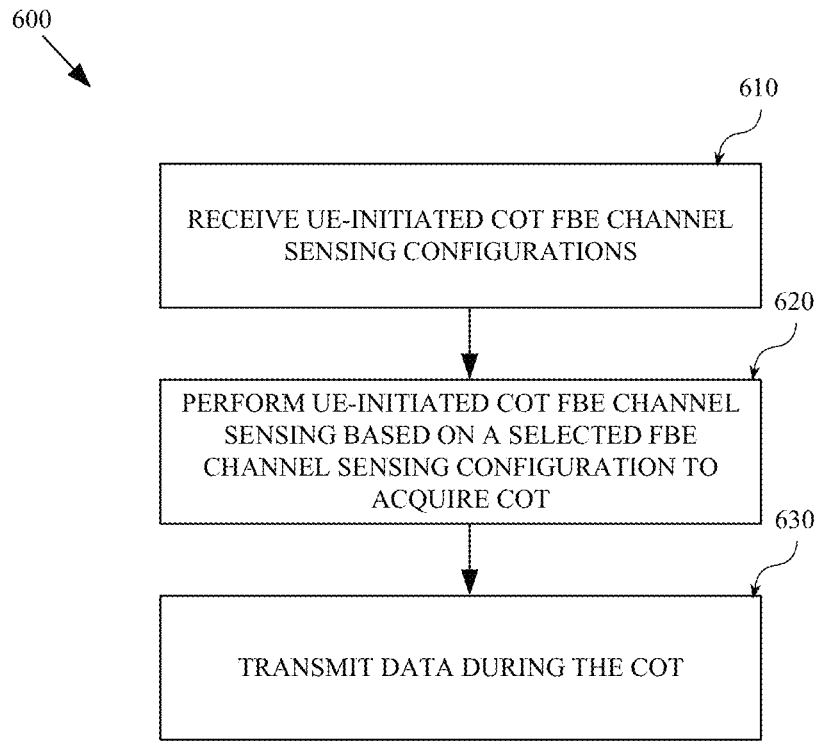 600
610
RECEIVE UE-INITIATED COT FBE CHANNEL
SENSING CONFIGURATIONS
620
PERFORM UE-INITIATED COT FBE CHANNEL
SENSING BASED ON A SELECTED FBE
CHANNEL SENSING CONFIGURATION TO
ACQUIRE COT
630
TRANSMIT DATA DURING THE COT